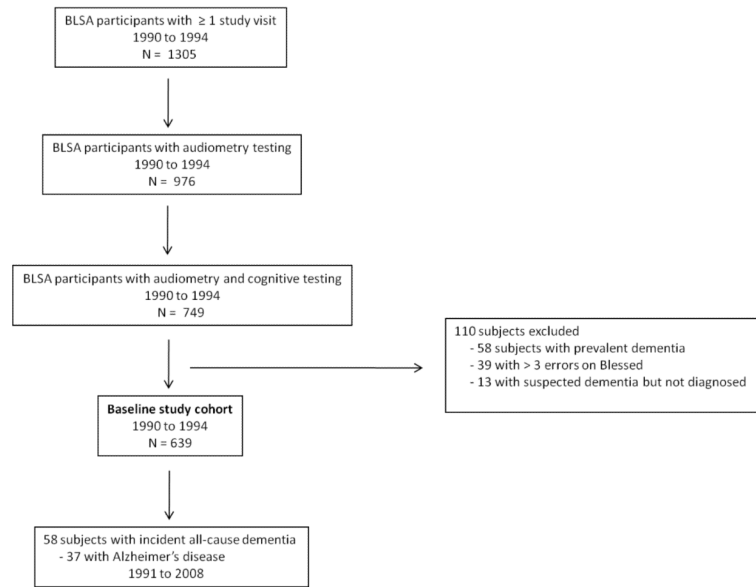 BLSA participants with ≥ 1 study visit
1990 to 1994
N = 1305
BLSA participants with audiometry testing
1990 to 1994
N = 976
BLSA participants with audiometry and cognitive testing
1990 to 1994
N = 749
110 subjects excluded
- 58 subjects with prevalent dementia
- 39 with > 3 errors on Blessed
- 13 with suspected dementia but not diagnosed
Baseline study cohort
1990 to 1994
N = 639
58 subjects with incident all-cause dementia
- 37 with Alzheimer's disease
1991 to 2008